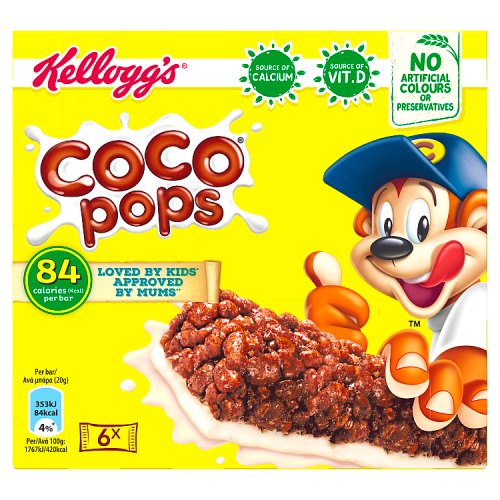 Kellogg's®
SOURCE OF
CALCIUM
SOURCE OF
VIT. D
NO
ARTIFICIAL
COLOURS
OR
PRESERVATIVES
COCO®
pops
C
84
calories (Kcal)
per bar
LOVED BY KIDS*
APPROVED
BY MUMS**
TM
Per bar/
Ανά μπάρα (20g)
353kJ
84kcal
4%*
Per/Ανά 100g:
1767kJ/420kcal
6X